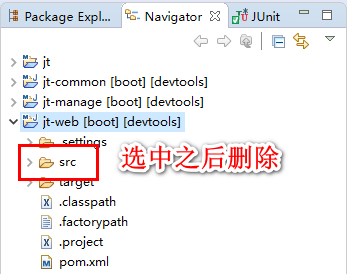 Package Expl... Navigator JUnit
jt
jt-common [boot] [devtools]
jt-manage [boot] [devtools]
jt-web [boot] [devtools]
.settings
src 选中之后删除
target
.classpath
.factorypath
.project
pom.xml